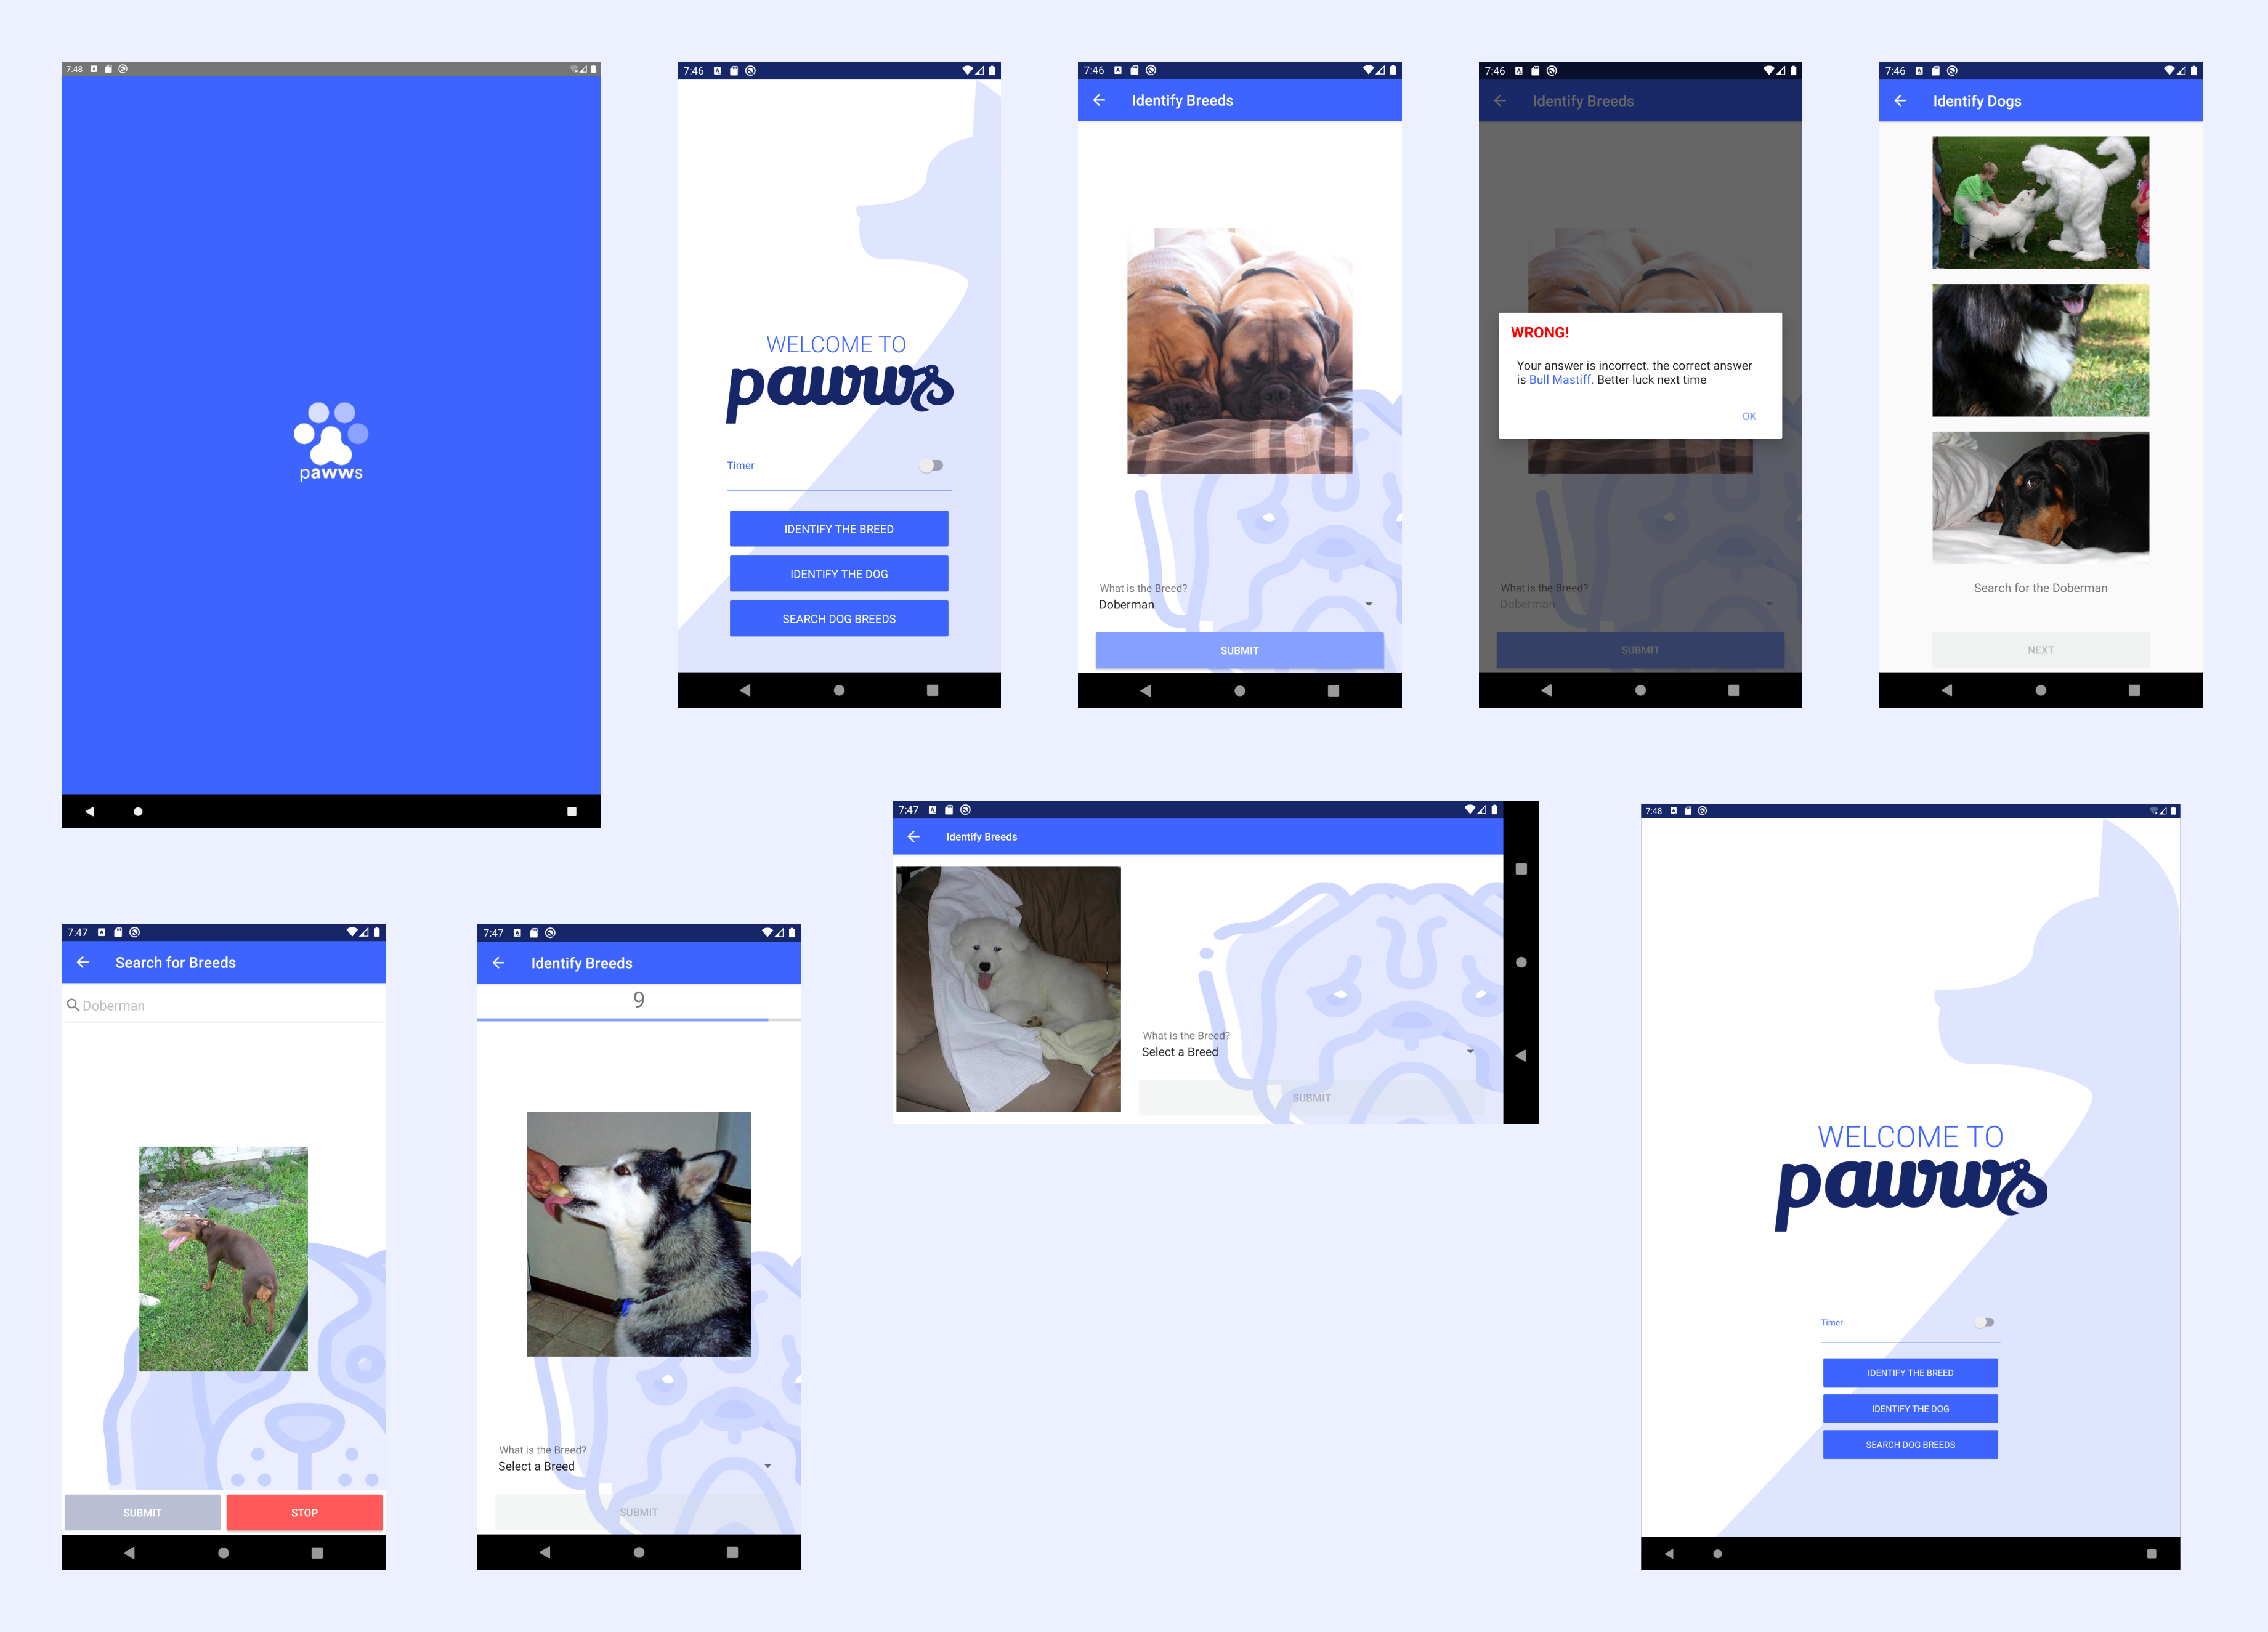 7:48
pawws
7:46
WELCOME TO
pawws
Timer
IDENTIFY THE BREED
IDENTIFY THE DOG
SEARCH DOG BREEDS
7:46
Identify Breeds
What is the Breed?
Doberman
SUBMIT
7:46
Identify Breeds
WRONG!
Your answer is incorrect. the correct answer
is Bull Mastiff. Better luck next time
OK
What is the Breed?
Doberman
SUBMIT
7:46
Identify Dogs
Search for the Doberman
NEXT
7:47
Search for Breeds
Doberman
SUBMIT STOP
7:47
Identify Breeds
9
What is the Breed?
Select a Breed
SUBMIT
7:47
Identify Breeds
What is the Breed?
Select a Breed
SUBMIT
7:48
WELCOME TO
pawws
Timer
IDENTIFY THE BREED
IDENTIFY THE DOG
SEARCH DOG BREEDS